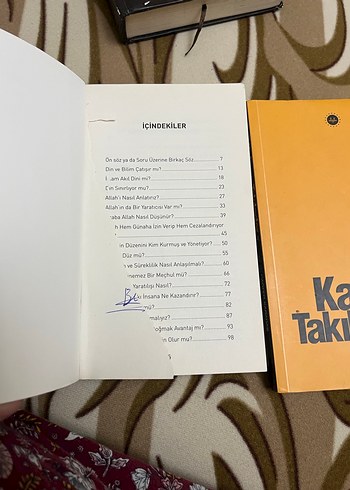 İÇİNDEKİLER
Ön söz ya da Soru Üzerine Birkaç Söz 7
Din ve Bilim Çatışır mı? 13
Akıl Dini mi? 18
Sınırlıyor mu? 23
Allah'ı Nasıl Anlatırız? 27
Allah'ın da Bir Yaratıcısı Var mı? 33
Allah Nasıl Düşünür? 39
Hem Günaha İzin Verip Hem Cezalandırıyor
45
Düzenini Kim Kurmuş ve Yönetiyor? 50
Düz mü? 55
ve Süreklilik Nasıl Anlaşılmalı? 60
Bir Meçhul mü? 66
Yaratılışı Nasıl? 72
İnsana Ne Kazandırır? 77
mü? 82
87
Doğmak Avantaj mı? 93
Olur mu? 98
Ka
Takı